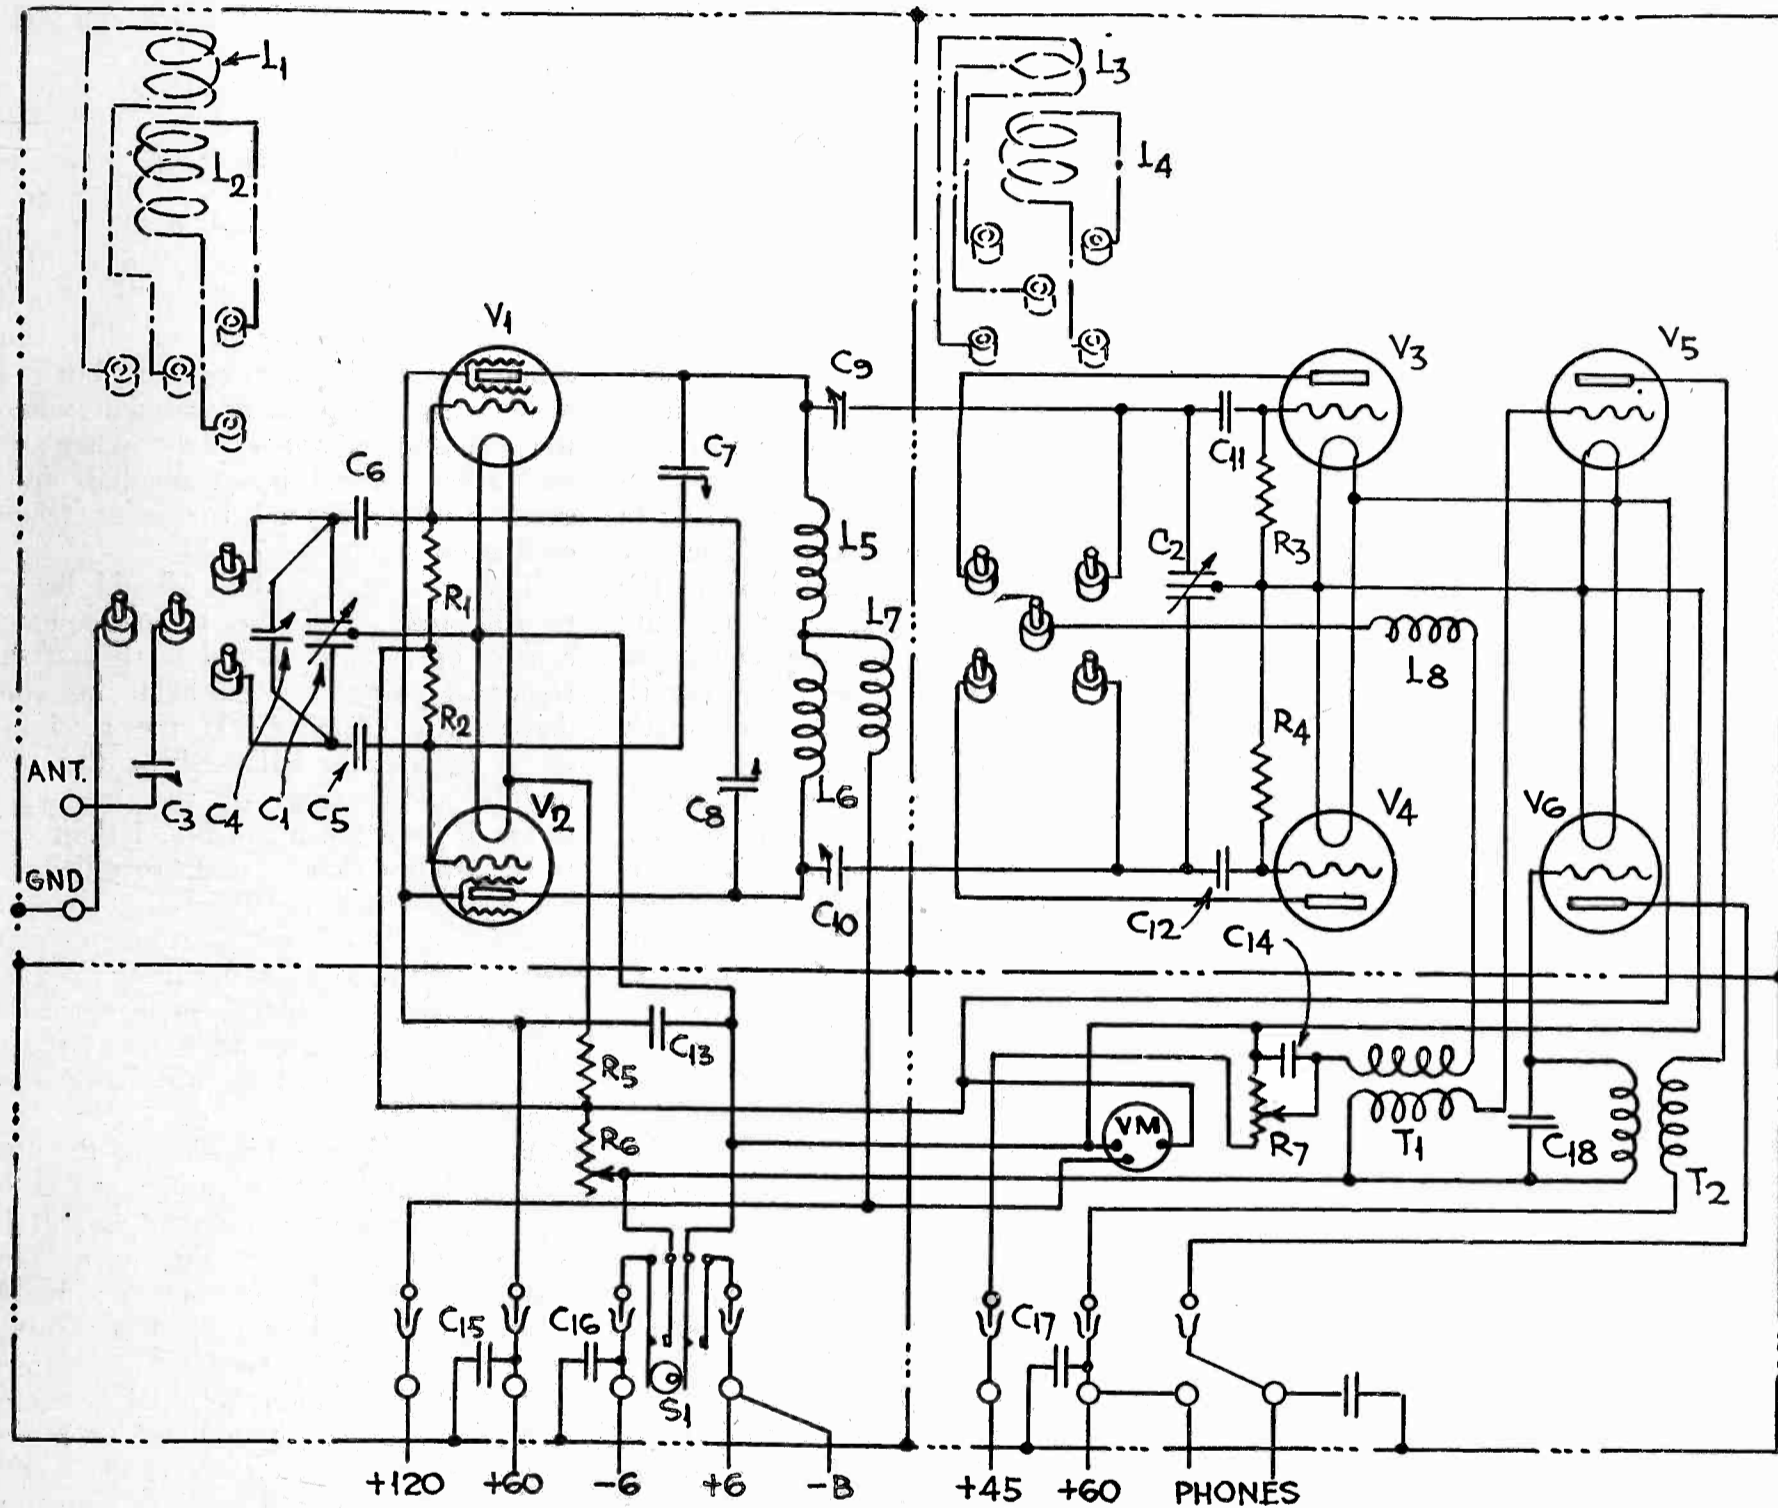 L1
L2
L3
L4
V1
V3
V5
C9
C6
C7
C11
L5
C2
R3
R1
L7
L8
R2
R4
ANT.
C3
C4
C1
C5
V2
C8
L6
V4
V6
GND
C10
C12
C14
C13
R5
VM
R6
R7
T1
C18
T2
C15
C16
S1
C17
+120
+60
-6
+6
-B
+45
+60
PHONES